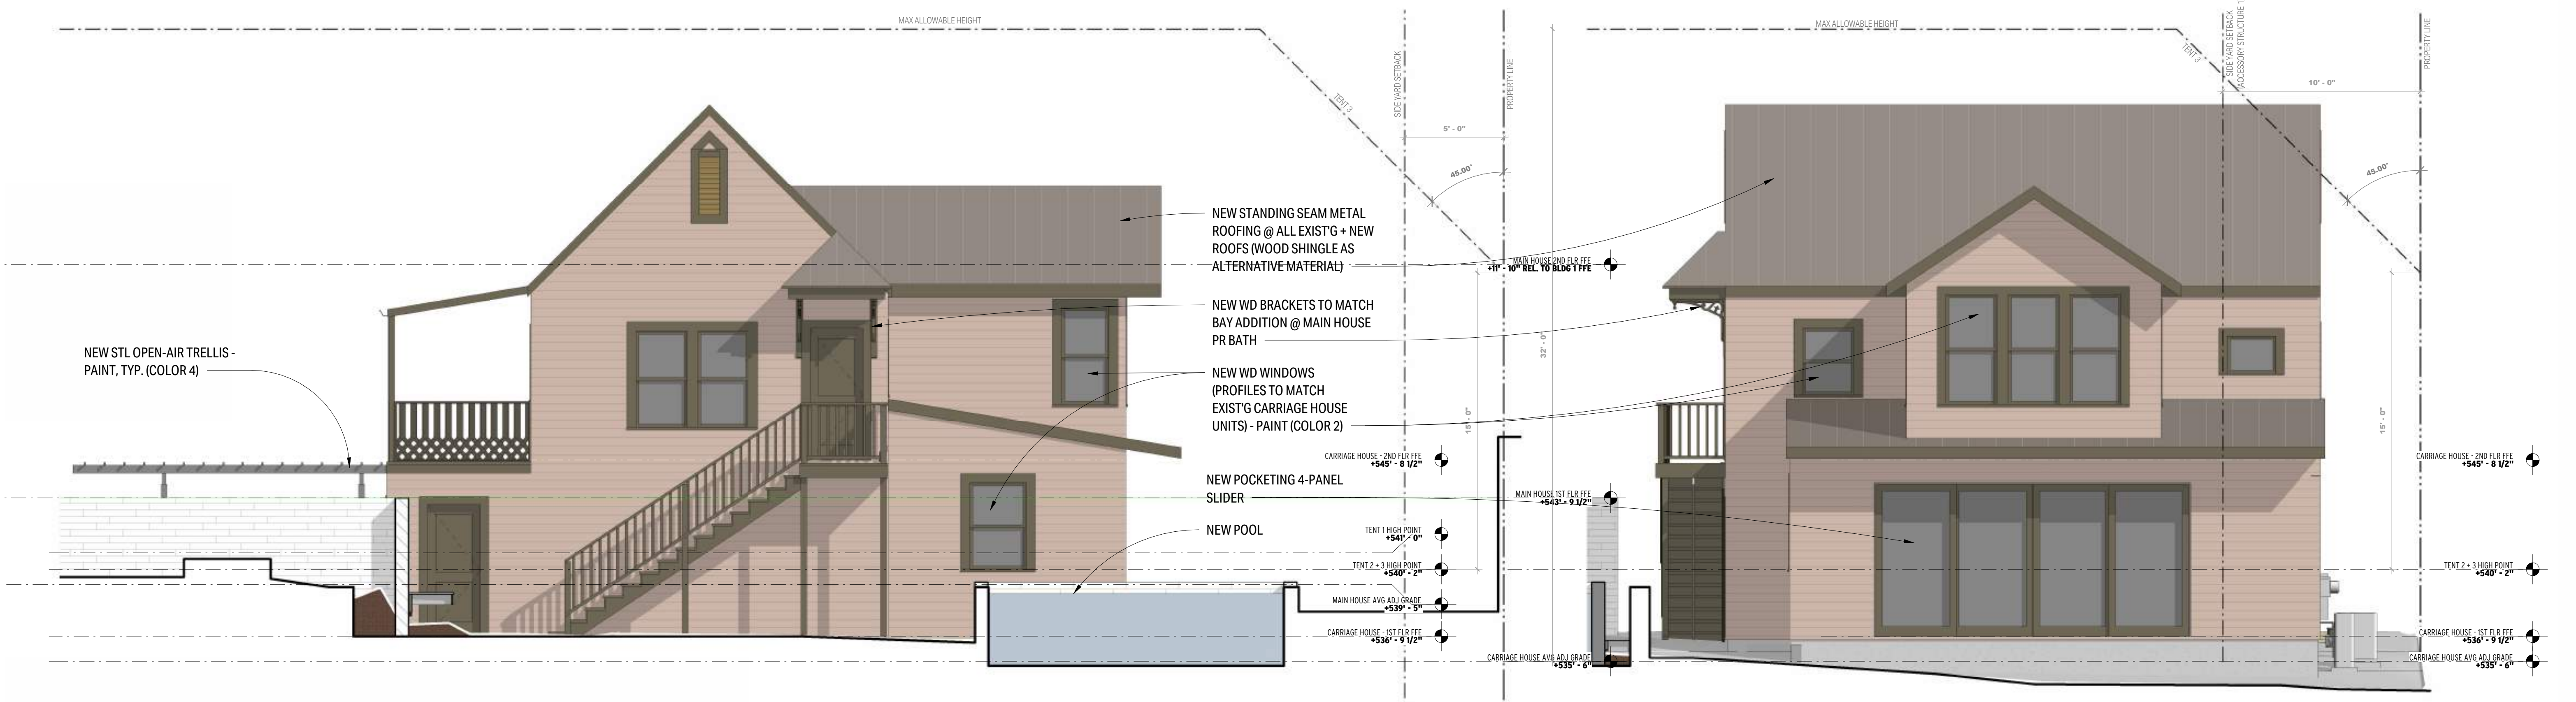 MAX ALLOWABLE HEIGHT
TENT 3
SIDE YARD SETBACK
PROPERTY LINE
5' - 0"
45.00°
32' - 0"
15' - 0"
NEW STL OPEN-AIR TRELLIS -
PAINT, TYP. (COLOR 4)
NEW STANDING SEAM METAL
ROOFING @ ALL EXIST'G + NEW
ROOFS (WOOD SHINGLE AS
ALTERNATIVE MATERIAL)
NEW WD BRACKETS TO MATCH
BAY ADDITION @ MAIN HOUSE
PR BATH
NEW WD WINDOWS
(PROFILES TO MATCH
EXIST'G CARRIAGE HOUSE
UNITS) - PAINT (COLOR 2)
NEW POCKETING 4-PANEL
SLIDER
NEW POOL
MAIN HOUSE 2ND FLR FFE
+11' - 10" REL. TO BLDG 1 FFE
CARRIAGE HOUSE - 2ND FLR FFE
+545' - 8 1/2"
MAIN HOUSE 1ST FLR FFE
+543' - 9 1/2"
TENT 1 HIGH POINT
+541' - 0"
TENT 2 + 3 HIGH POINT
+540' - 2"
MAIN HOUSE AVG ADJ GRADE
+539' - 5"
CARRIAGE HOUSE - 1ST FLR FFE
+536' - 9 1/2"
CARRIAGE HOUSE AVG ADJ GRADE
+535' - 6"
MAX ALLOWABLE HEIGHT
TENT 3
SIDE YARD SETBACK
(ACCESSORY STRUCTURE
PROPERTY LINE
10' - 0"
45.00°
15' - 0"
CARRIAGE HOUSE - 2ND FLR FFE
+545' - 8 1/2"
TENT 2 + 3 HIGH POINT
+540' - 2"
CARRIAGE HOUSE - 1ST FLR FFE
+536' - 9 1/2"
CARRIAGE HOUSE AVG ADJ GRADE
+535' - 6"